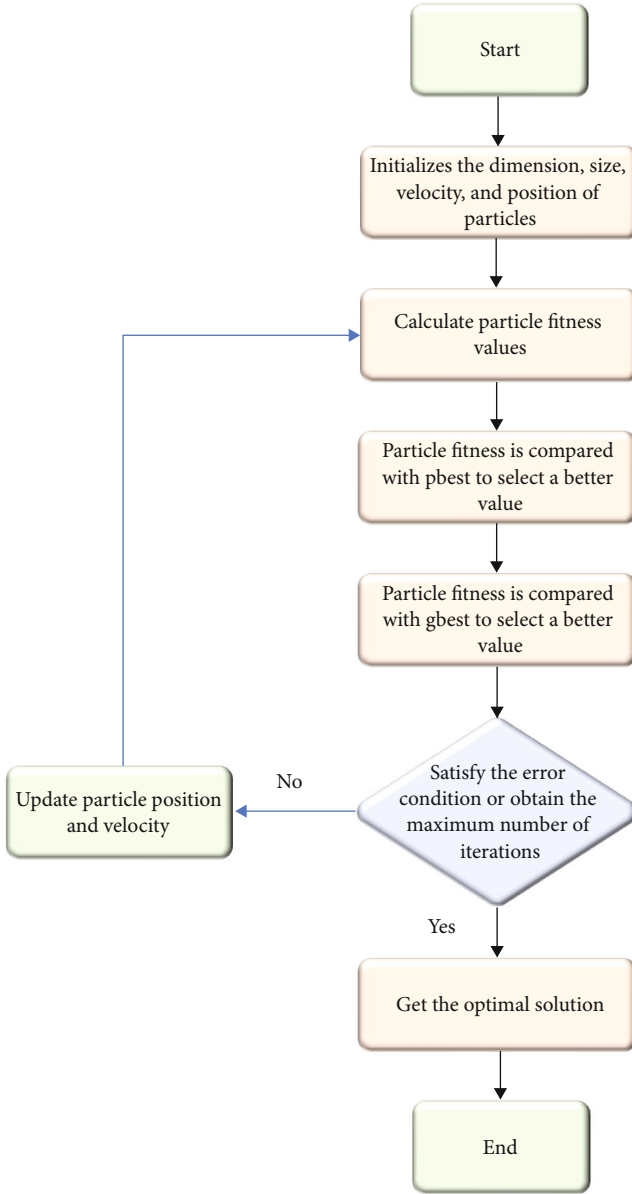 Start
Initializes the dimension, size,
velocity, and position of
particles
Calculate particle fitness
values
Particle fitness is compared
with pbest to select a better
value
Particle fitness is compared
with gbest to select a better
value
Satisfy the error
condition or obtain the
maximum number of
iterations
No
Update particle position
and velocity
Yes
Get the optimal solution
End